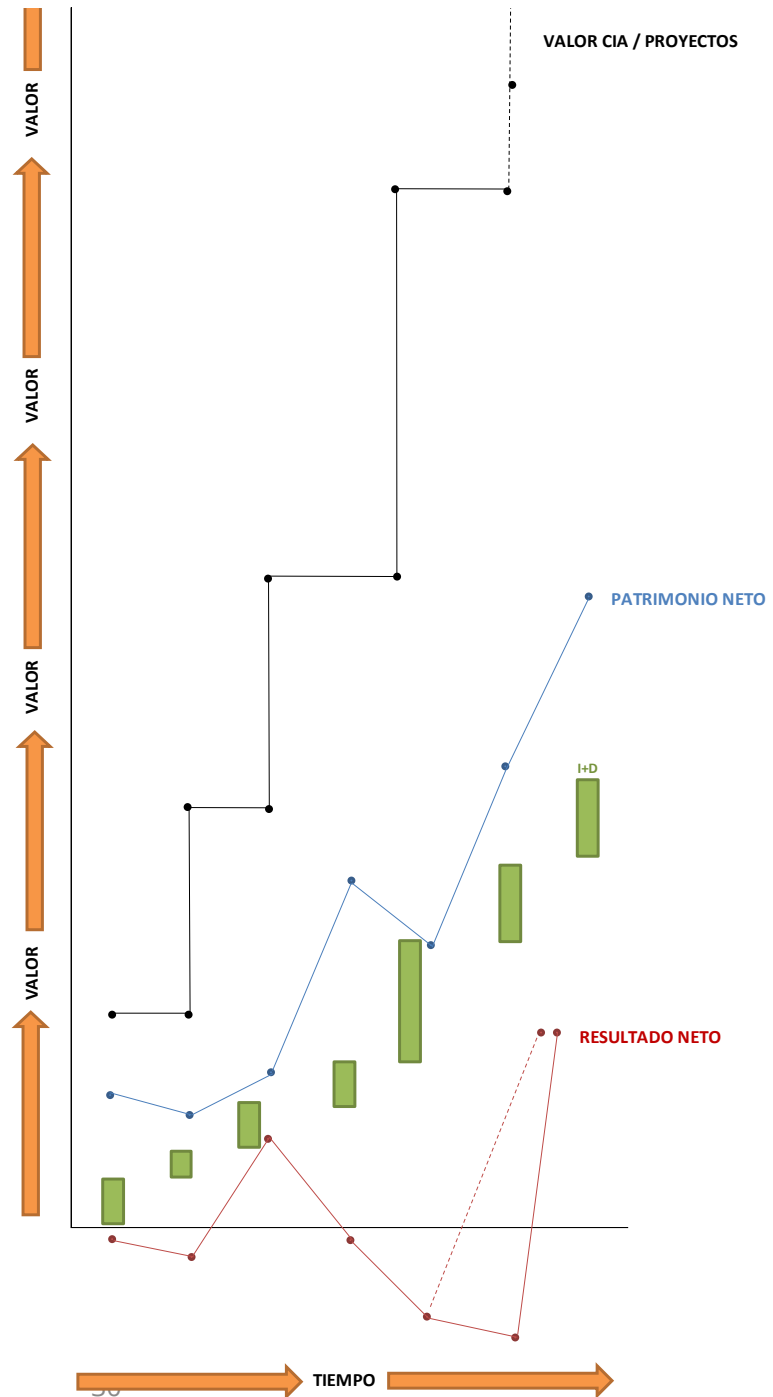 VALOR CIA / PROYECTOS
VALOR
VALOR
PATRIMONIO NETO
VALOR
I+D
VALOR
RESULTADO NETO
TIEMPO